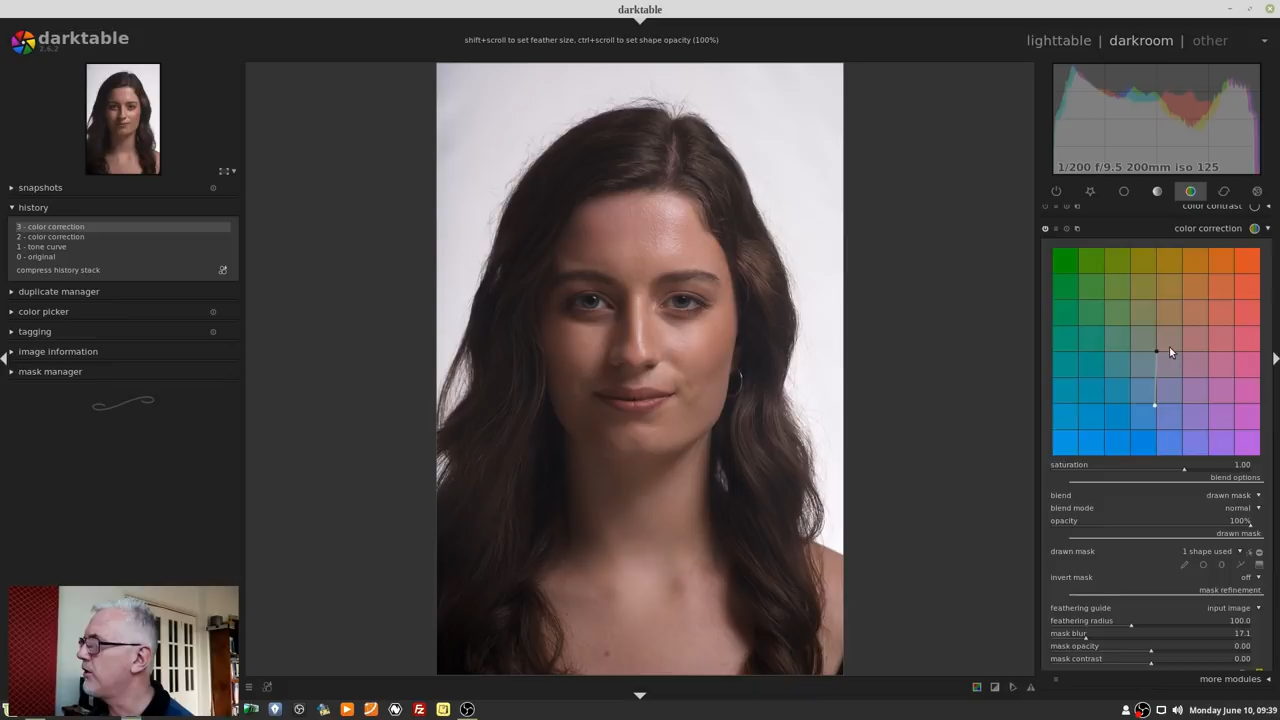 darktable
darktable
2.6.2
shift+scroll to set feather size, ctrl+scroll to set shape opacity (100%)
lighttable | darkroom | other
1/200 f/9.5 200mm iso 125
snapshots
history
3 - color correction
2 - color correction
1 - tone curve
0 - original
compress history stack
duplicate manager
color picker
tagging
image information
mask manager
color contrast
color correction
saturation 1.00
blend options
blend drawn mask
blend mode normal
opacity 100%
drawn mask
drawn mask 1 shape used
invert mask off
mask refinement
feathering guide input image
feathering radius 100.0
mask blur 17.1
mask opacity 0.00
mask contrast 0.00
more modules
Monday June 10, 09:39